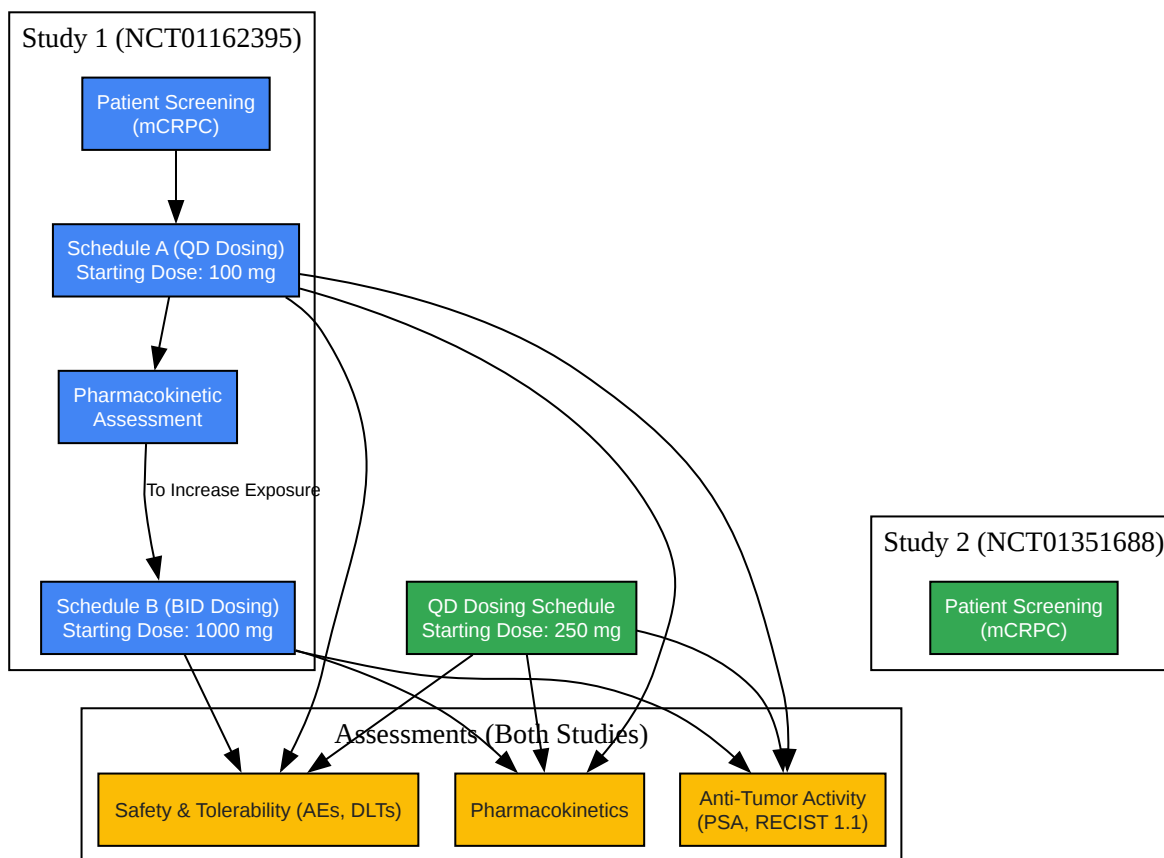 Study 1 (NCT01162395)
Patient Screening
(mCRPC)
Schedule A (QD Dosing)
Starting Dose: 100 mg
Pharmacokinetic
Assessment
To Increase Exposure
Schedule B (BID Dosing)
Starting Dose: 1000 mg
QD Dosing Schedule
Starting Dose: 250 mg
Study 2 (NCT01351688)
Patient Screening
(mCRPC)
Assessments (Both Studies)
Safety & Tolerability (AEs, DLTs)
Pharmacokinetics
Anti-Tumor Activity
(PSA, RECIST 1.1)